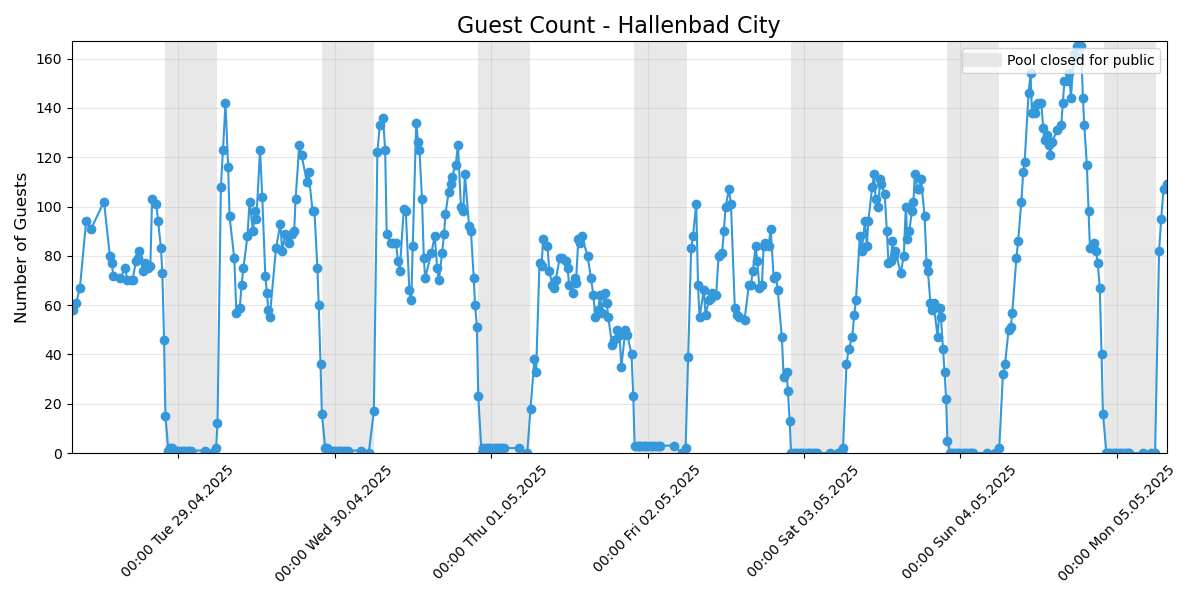 Guest Count - Hallenbad City
Number of Guests
160
140
120
100
80
60
40
20
0
Pool closed for public
00:00 Tue 29.04.2025
00:00 Wed 30.04.2025
00:00 Thu 01.05.2025
00:00 Fri 02.05.2025
00:00 Sat 03.05.2025
00:00 Sun 04.05.2025
00:00 Mon 05.05.2025